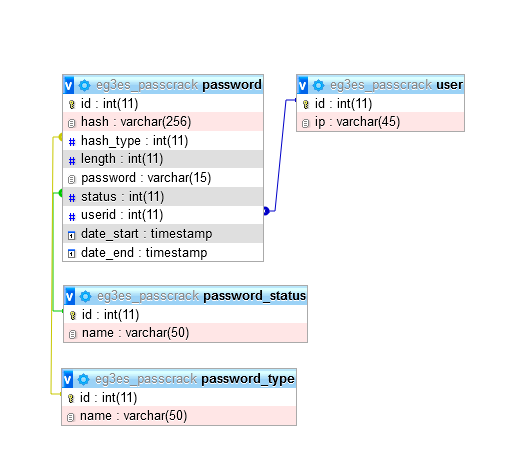 v eg3es_passcrack password
id : int(11)
hash : varchar(256)
# hash_type : int(11)
# length : int(11)
password : varchar(15)
# status : int(11)
# userid : int(11)
date_start : timestamp
date_end : timestamp
v eg3es_passcrack user
id : int(11)
ip : varchar(45)
v eg3es_passcrack password_status
id : int(11)
name : varchar(50)
v eg3es_passcrack password_type
id : int(11)
name : varchar(50)